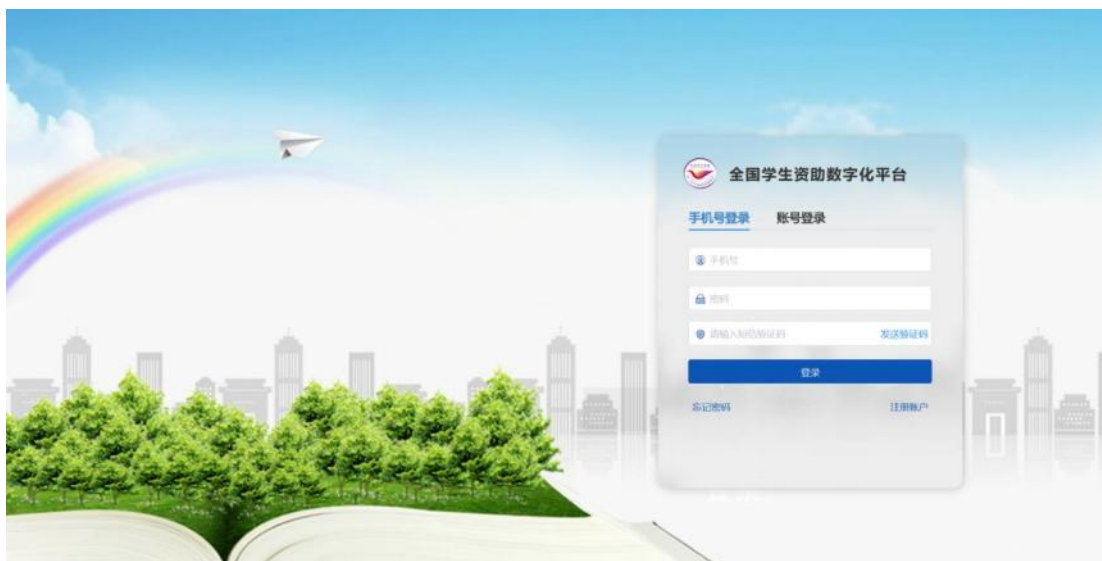 全国学生资助数字化平台
手机号登录 账号登录
手机号
密码
请输入短信验证码 发送验证码
登录
忘记密码 注册账户